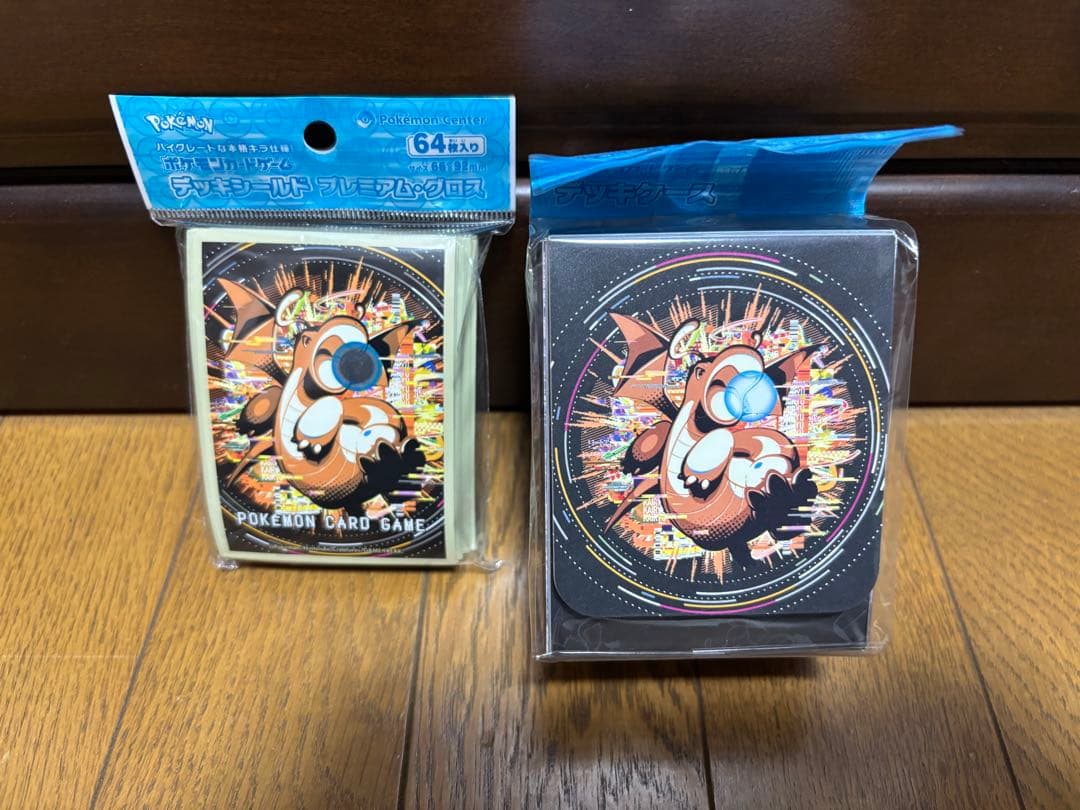 POKÉMON
Pokémon Center
ハイグレードな本格キラ仕様!
64枚入り
ポケモンカードゲーム
デッキシールド プレミアム・グロス
POKÉMON CARD GAME
デッキケース